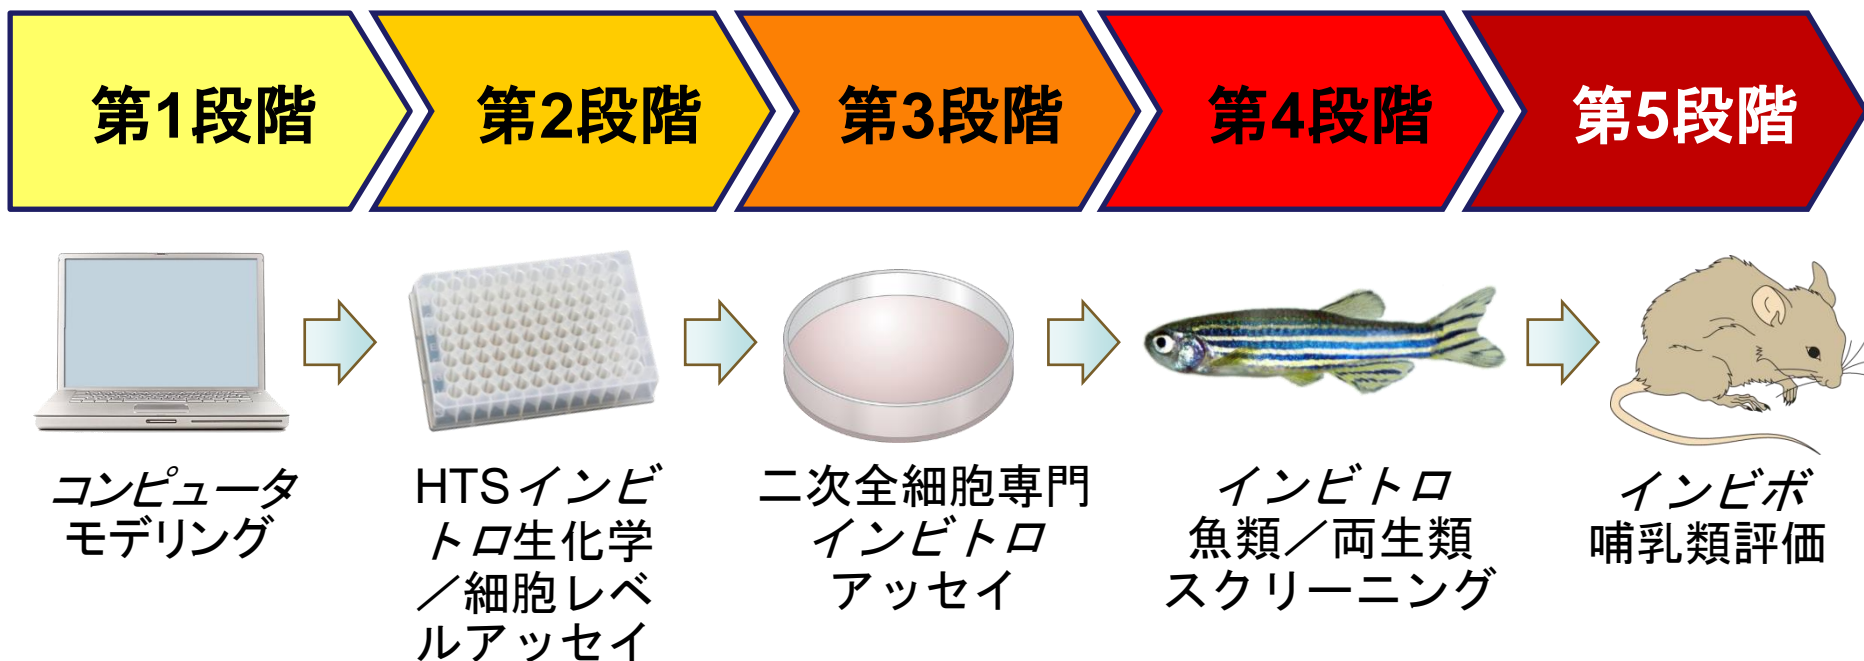 第1段階
第2段階
第3段階
第4段階
第5段階
コンピュータ
モデリング
HTSインビ
トロ生化学
／細胞レベ
ルアッセイ
二次全細胞専門
インビトロ
アッセイ
インビトロ
魚類／両生類
スクリーニング
インビボ
哺乳類評価